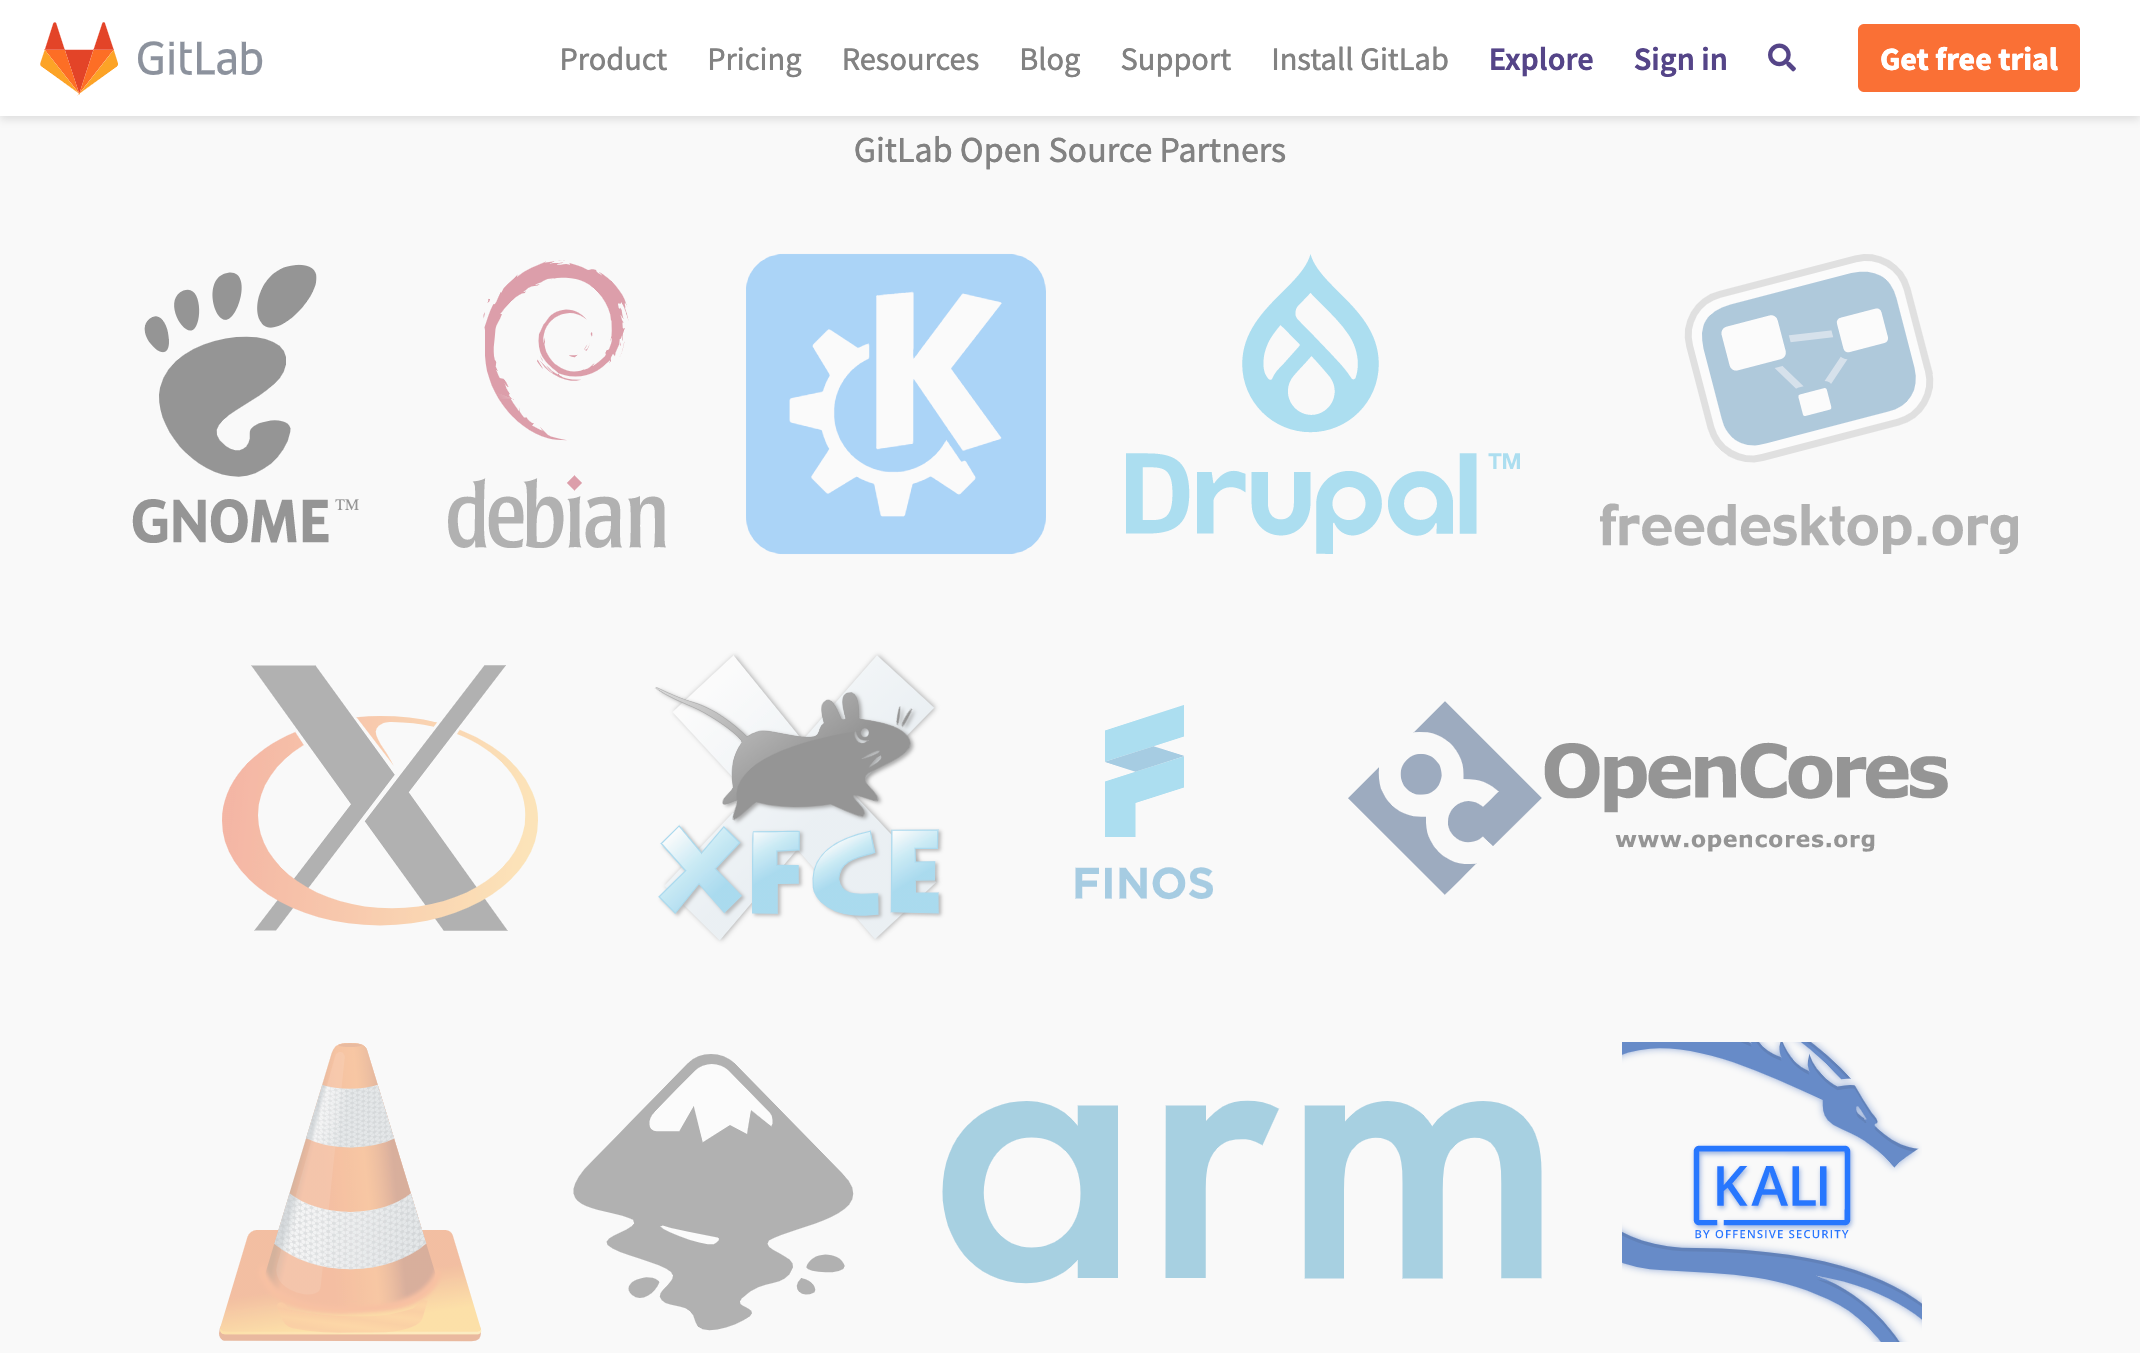 GitLab
Product Pricing Resources Blog Support Install GitLab Explore Sign in Get free trial
GitLab Open Source Partners
GNOME™
debian
K
Drupal™
freedesktop.org
X
XFCE
FINOS
OpenCores
www.opencores.org
arm
KALI
BY OFFENSIVE SECURITY